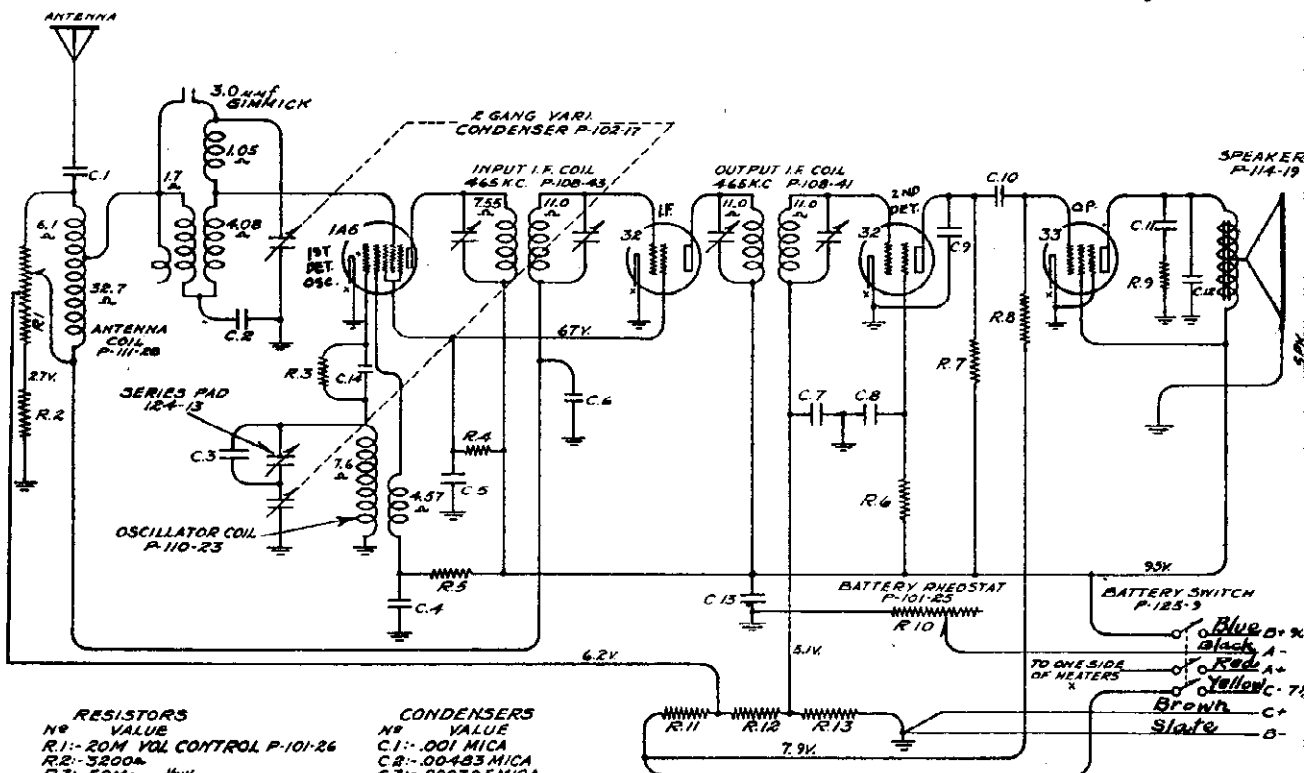 ANTENNA
3.0 mmf
GIMMICK
2 GANG VARI.
CONDENSER P-102-17
1.05
Ω
C.1
1.7
Ω
4.08
Ω
INPUT I.F. COIL
465 K.C. P-108-43
7.55
Ω
11.0
Ω
OUTPUT I.F. COIL
465 K.C P-108-41
11.0
Ω
11.0
Ω
SPEAKER
P-114-19
6.1
Ω
32.7
Ω
R.1
ANTENNA
COIL
P-111-28
C.2
1A6
1ST
DET.
OSC.
X
I.F.
32
X
2ND
DET.
32
X
C.9
C.10
O.P.
33
X
C.11
R.9
C.12
SPK.
67V.
2.7V.
R.2
SERIES PAD
124-13
C.3
R.3
C.14
7.6
Ω
4.57
Ω
OSCILLATOR COIL
P-110-23
R.4
C.5
C.6
C.7
C.8
R.6
R.7
R.8
C.4
R.5
C.13
95V.
BATTERY RHEOSTAT
P-101-25
R10
BATTERY SWITCH
P-125-9
Blue B+
Black A-
TO ONE SIDE
OF HEATERS
X
Red A+
Yellow C-
Brown C+
Slate B-
6.2V.
5.1V.
R.11
R.12
R.13
7.9V.
RESISTORS
Nº VALUE
R.1:-20M VOL CONTROL P-101-26
R.2:-3200Ω
CONDENSERS
Nº VALUE
C.1:-.001 MICA
C.2:-.00483 MICA